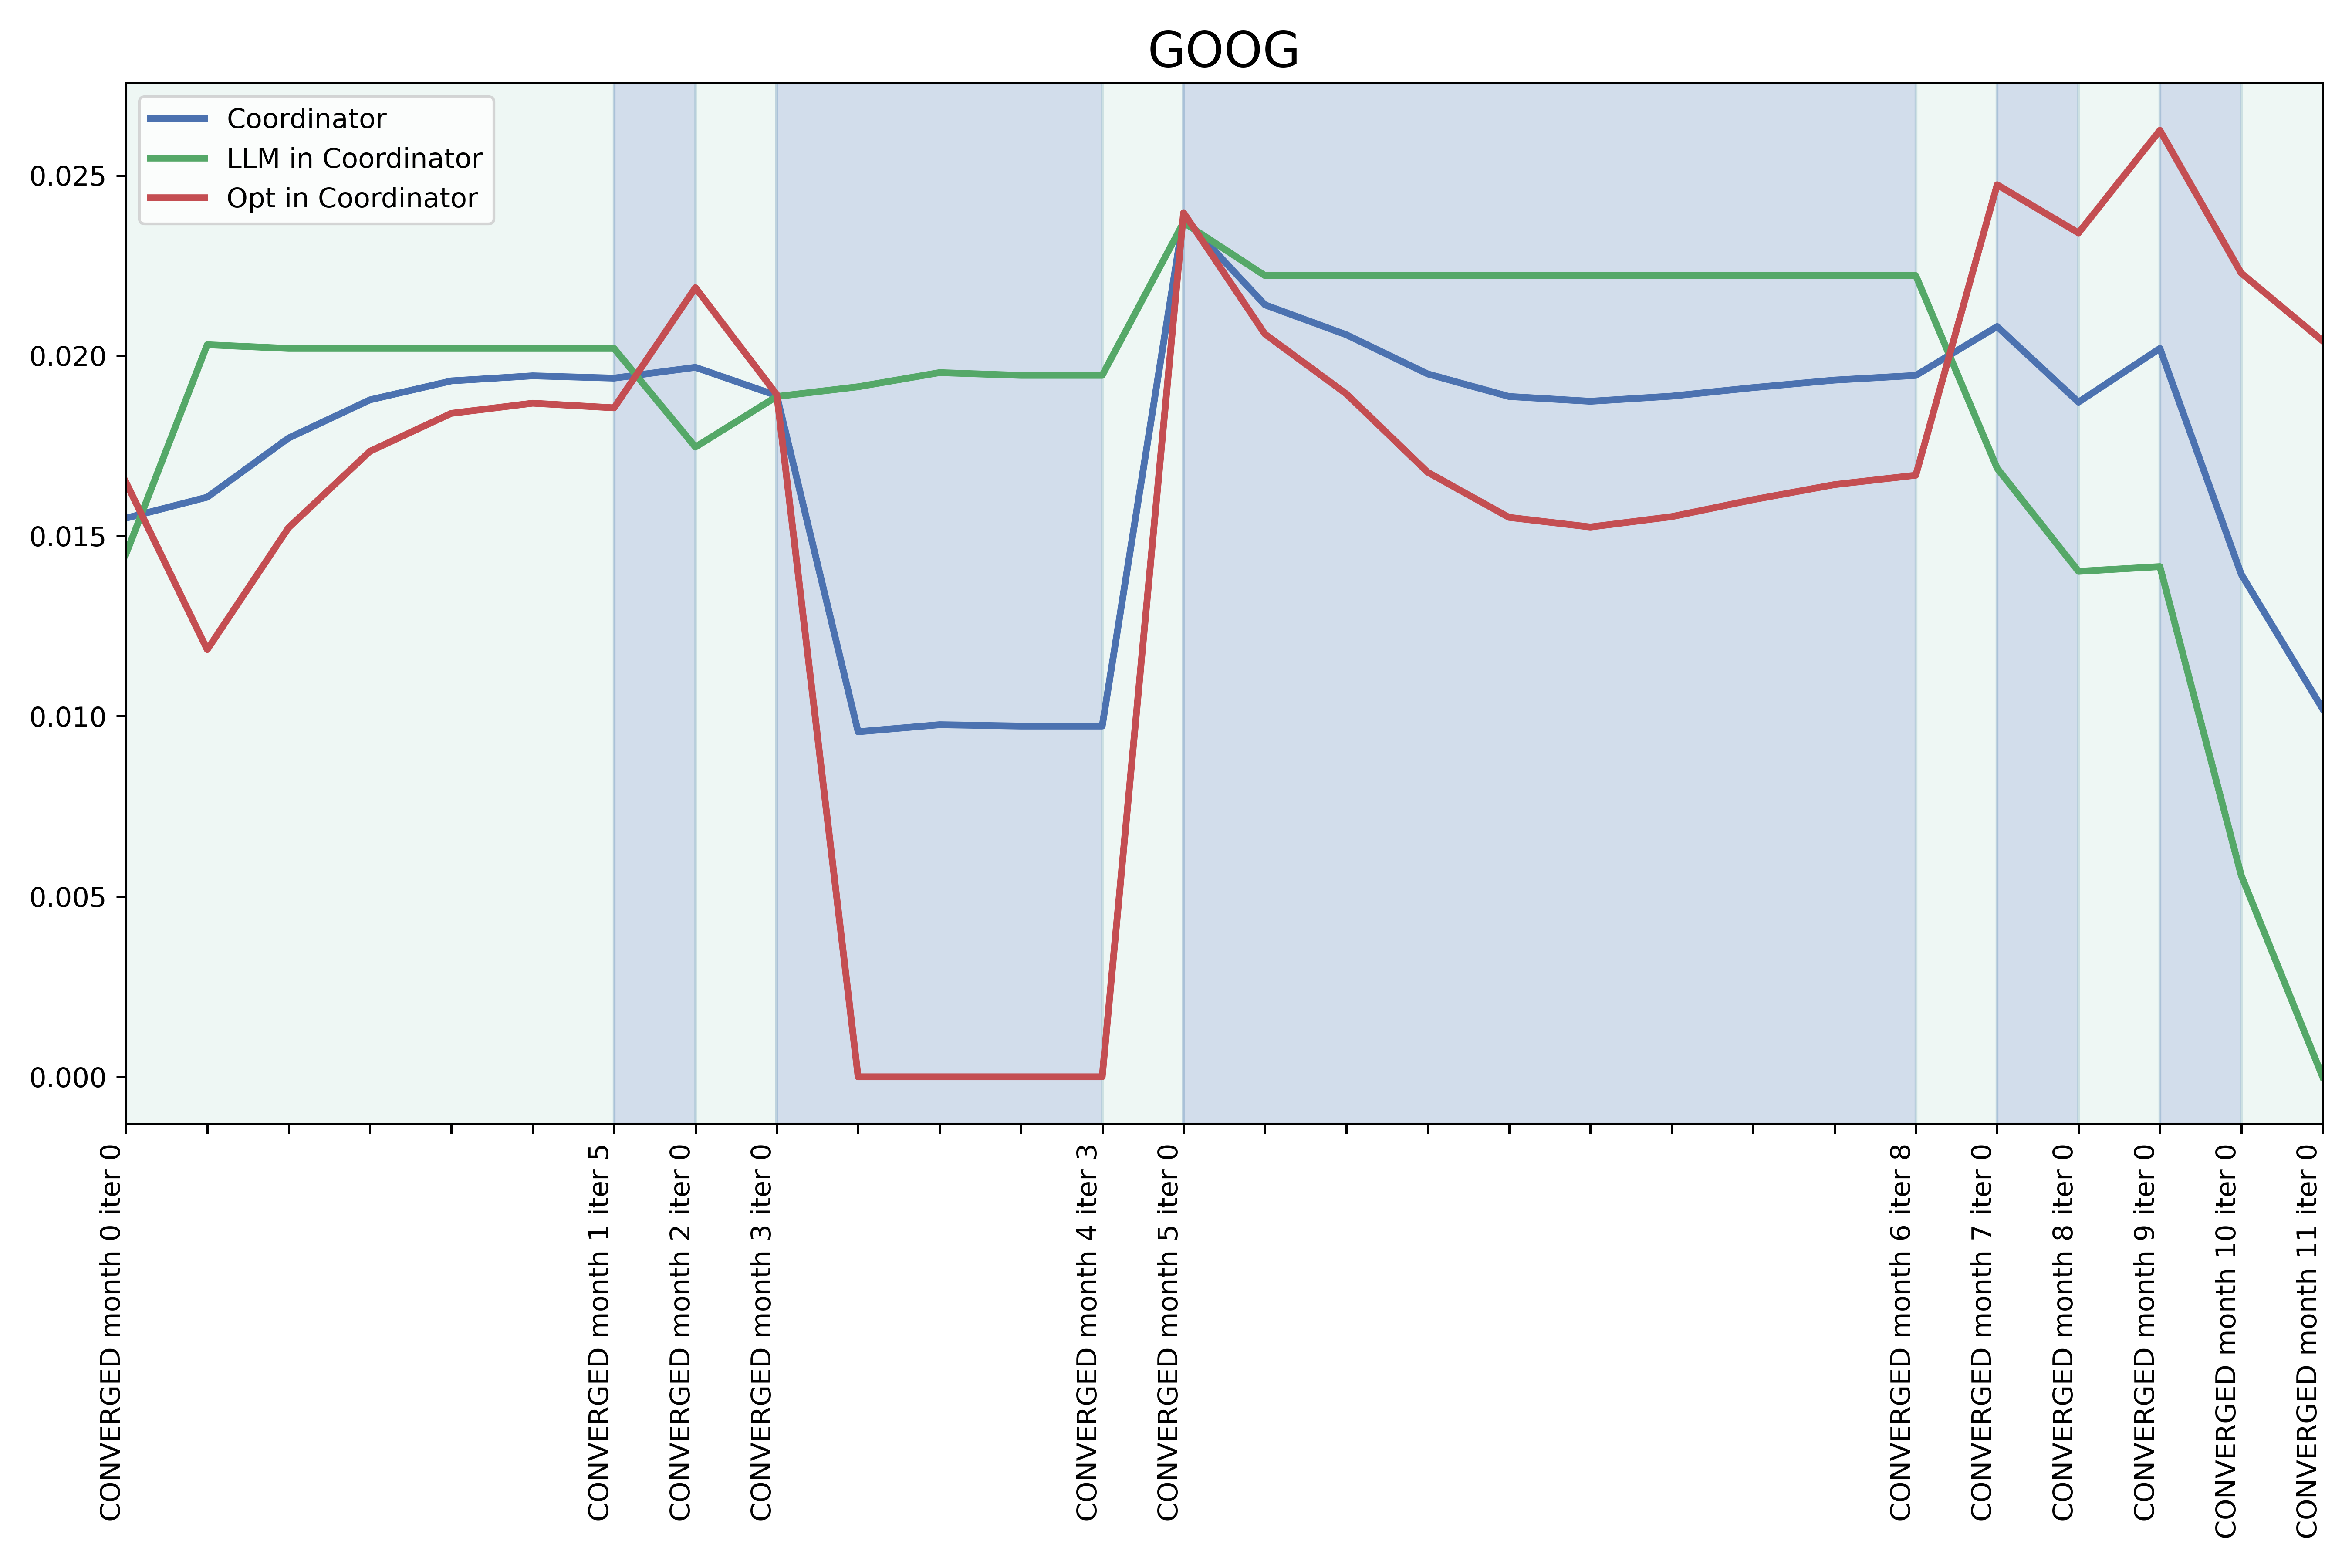 GOOG
Coordinator
LLM in Coordinator
Opt in Coordinator
0.025
0.020
0.015
0.010
0.005
0.000
CONVERGED month 0 iter 0
CONVERGED month 1 iter 5
CONVERGED month 2 iter 0
CONVERGED month 3 iter 0
CONVERGED month 4 iter 3
CONVERGED month 5 iter 0
CONVERGED month 6 iter 8
CONVERGED month 7 iter 0
CONVERGED month 8 iter 0
CONVERGED month 9 iter 0
CONVERGED month 10 iter 0
CONVERGED month 11 iter 0